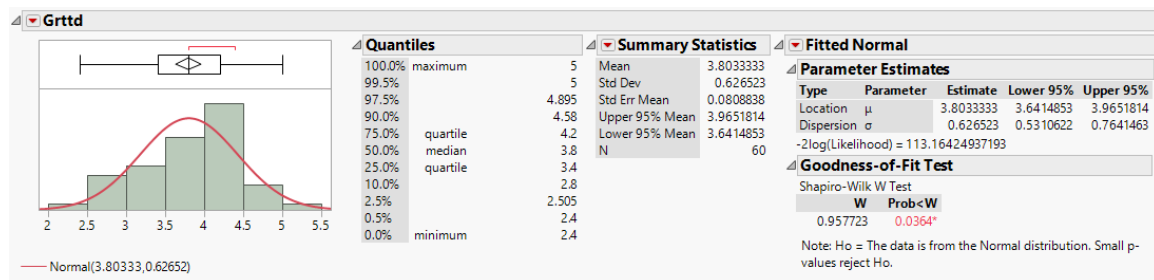 Grttd
2 2.5 3 3.5 4 4.5 5 5.5
Normal(3.80333,0.62652)
Quantiles
100.0% maximum 5
99.5% 5
97.5% 4.895
90.0% 4.58
75.0% quartile 4.2
50.0% median 3.8
25.0% quartile 3.4
10.0% 2.8
2.5% 2.505
0.5% 2.4
0.0% minimum 2.4
Summary Statistics
Mean 3.8033333
Std Dev 0.626523
Std Err Mean 0.0808838
Upper 95% Mean 3.9651814
Lower 95% Mean 3.6414853
N 60
Fitted Normal
Parameter Estimates
Type Parameter Estimate Lower 95% Upper 95%
Location μ 3.8033333 3.6414853 3.9651814
Dispersion σ 0.626523 0.5310622 0.7641463
-2log(Likelihood) = 113.16424937193
Goodness-of-Fit Test
Shapiro-Wilk W Test
W Prob<W
0.957723 0.0364*
Note: Ho = The data is from the Normal distribution. Small p-
values reject Ho.